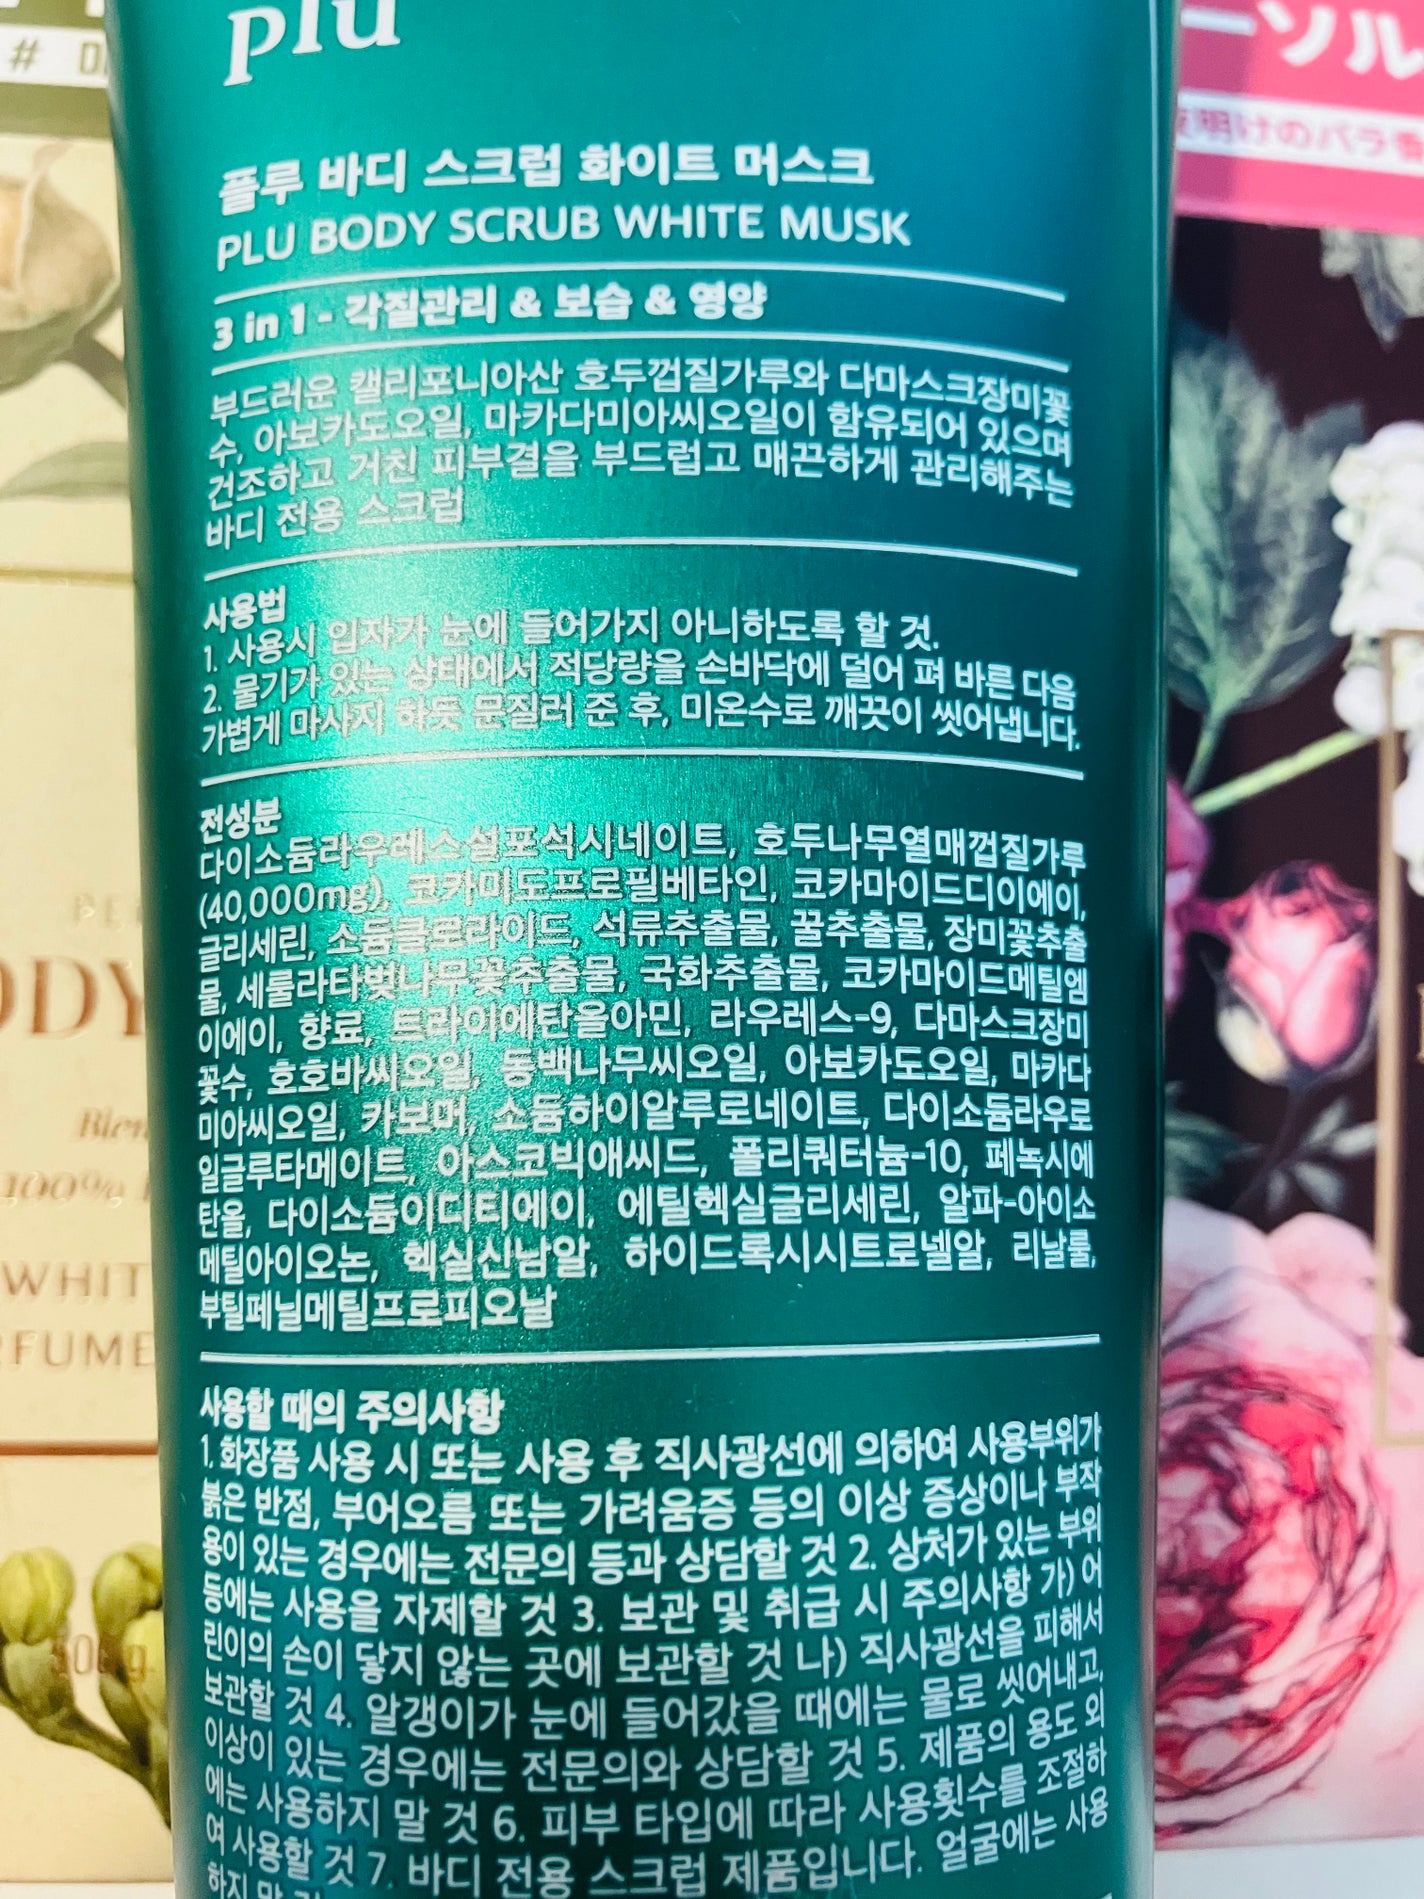 plu
플루 바디 스크럽 화이트 머스크
PLU BODY SCRUB WHITE MUSK
3 in 1 - 각질관리 & 보습 & 영양
부드러운 캘리포니아산 호두껍질가루와 다마스크장미꽃
수, 아보카도오일, 마카다미아씨오일이 함유되어 있으며
건조하고 거친 피부결을 부드럽고 매끈하게 관리해주는
바디 전용 스크럽
사용법
1. 사용시 입자가 눈에 들어가지 아니하도록 할 것.
2. 물기가 있는 상태에서 적당량을 손바닥에 덜어 펴 바른 다음
가볍게 마사지 하듯 문질러 준 후, 미온수로 깨끗이 씻어냅니다.
전성분
다이소듐라우레스설포석시네이트, 호두나무열매껍질가루
(40,000mg), 코카미도프로필베타인, 코카마이드디이에이,
글리세린, 소듐클로라이드, 석류추출물, 꿀추출물, 장미꽃추출
물, 세룰라타벚나무꽃추출물, 국화추출물, 코카마이드메틸엠
이에이, 향료, 트라이에탄올아민, 라우레스-9, 다마스크장미
꽃수, 호호바씨오일, 동백나무씨오일, 아보카도오일, 마카다
미아씨오일, 카보머, 소듐하이알루로네이트, 다이소듐라우로
일글루타메이트, 아스코빅애씨드, 폴리쿼터늄-10, 페녹시에
탄올, 다이소듐이디티에이, 에틸헥실글리세린, 알파-아이소
메틸아이오논, 헥실신남알, 하이드록시시트로넬알, 리날룰,
부틸페닐메틸프로피오날
사용할 때의 주의사항
1. 화장품 사용 시 또는 사용 후 직사광선에 의하여 사용부위가
붉은 반점, 부어오름 또는 가려움증 등의 이상 증상이나 부작
용이 있는 경우에는 전문의 등과 상담할 것 2. 상처가 있는 부위
등에는 사용을 자제할 것 3. 보관 및 취급 시 주의사항 가) 어
린이의 손이 닿지 않는 곳에 보관할 것 나) 직사광선을 피해서
보관할 것 4. 알갱이가 눈에 들어갔을 때에는 물로 씻어내고,
이상이 있는 경우에는 전문의와 상담할 것 5. 제품의 용도 외
에는 사용하지 말 것 6. 피부 타입에 따라 사용횟수를 조절하
여 사용할 것 7. 바디 전용 스크럽 제품입니다. 얼굴에는 사용
하지 말
#
ODY
Blen
100%
WHIT
RFUME
ーソル
明けのバラ